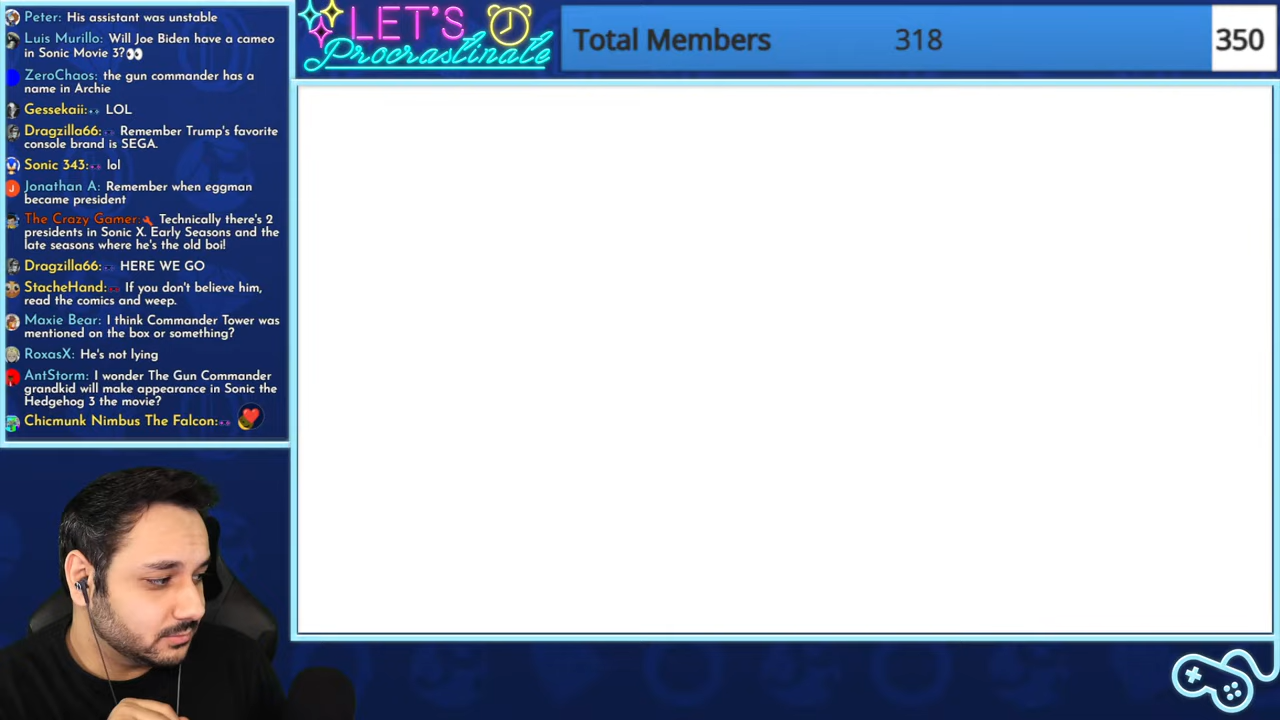 Peter: His assistant was unstable
Luis Murillo: Will Joe Biden have a cameo
in Sonic Movie 3?👀
ZeroChaos: the gun commander has a
name in Archie
Gessekaii: LOL
Dragzilla66: Remember Trump's favorite
console brand is SEGA.
Sonic 343: lol
J Jonathan A: Remember when eggman
became president
The Crazy Gamer: Technically there's 2
presidents in Sonic X. Early Seasons and the
late seasons where he's the old boi!
Dragzilla66: HERE WE GO
StacheHand: If you don't believe him,
read the comics and weep.
Maxie Bear: I think Commander Tower was
mentioned on the box or something?
RoxasX: He's not lying
AntStorm: I wonder The Gun Commander
grandkid will make appearance in Sonic the
Hedgehog 3 the movie?
Chicmunk Nimbus The Falcon:
LET'S
Procrastinate
Total Members 318 350